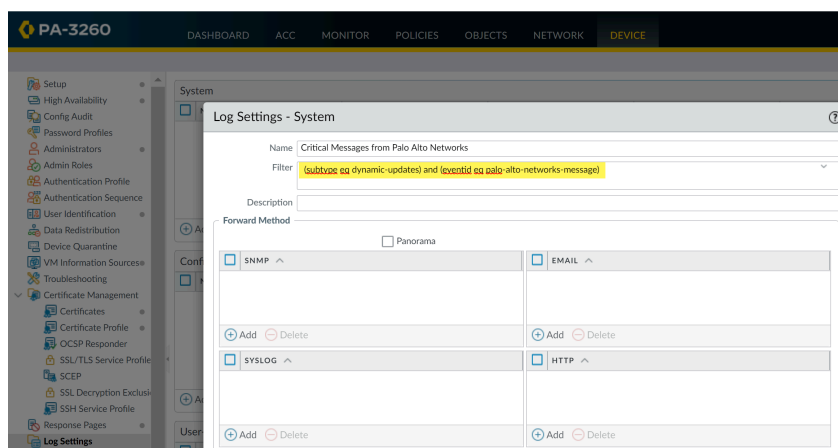 PA-3260
DASHBOARD ACC MONITOR POLICIES OBJECTS NETWORK DEVICE
Setup
High Availability
Config Audit
Password Profiles
Administrators
Admin Roles
Authentication Profile
Authentication Sequence
User Identification
Data Redistribution
Device Quarantine
VM Information Sources
Troubleshooting
Certificate Management
Certificates
Certificate Profile
OCSP Responder
SSL/TLS Service Profile
SCEP
SSL Decryption Exclusi
SSH Service Profile
Response Pages
Log Settings
System
Conf
User-
Log Settings - System
Name Critical Messages from Palo Alto Networks
Filter (subtype eq dynamic-updates) and (eventid eq palo-alto-networks-message)
Description
Forward Method
Panorama
SNMP EMAIL
Add Delete Add Delete
SYSLOG HTTP
Add Delete Add Delete